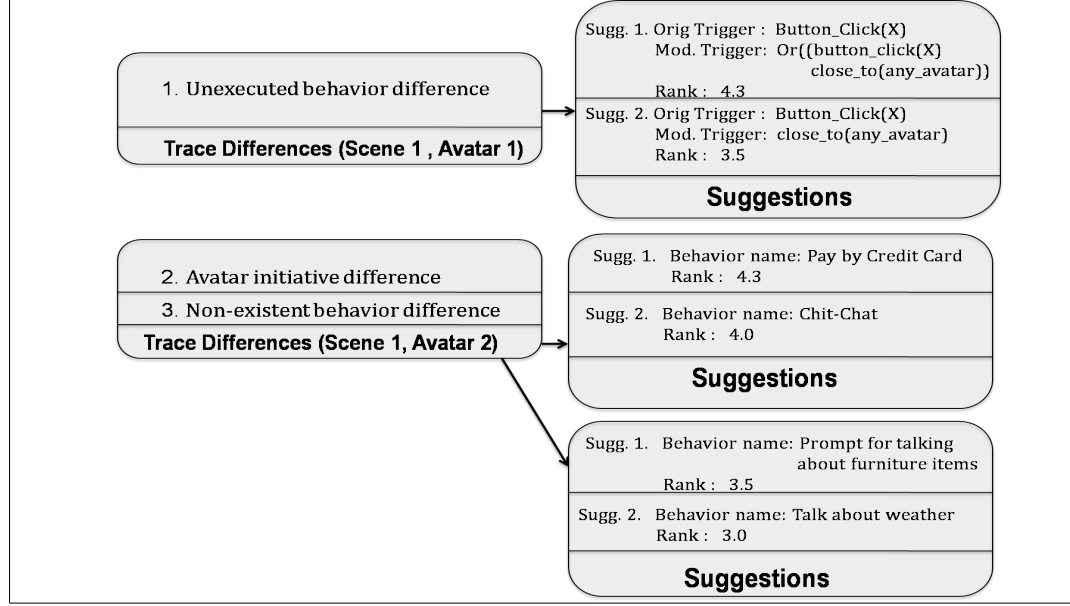 1. Unexecuted behavior difference
Trace Differences (Scene 1 , Avatar 1)
Sugg. 1. Orig Trigger : Button_Click(X)
Mod. Trigger: Or((button_click(X)
close_to(any_avatar))
Rank : 4.3
Sugg. 2. Orig Trigger : Button_Click(X)
Mod. Trigger: close_to(any_avatar)
Rank : 3.5
Suggestions
2. Avatar initiative difference
3. Non-existent behavior difference
Trace Differences (Scene 1, Avatar 2)
Sugg. 1. Behavior name: Pay by Credit Card
Rank : 4.3
Sugg. 2. Behavior name: Chit-Chat
Rank : 4.0
Suggestions
Sugg. 1. Behavior name: Prompt for talking
about furniture items
Rank : 3.5
Sugg. 2. Behavior name: Talk about weather
Rank : 3.0
Suggestions